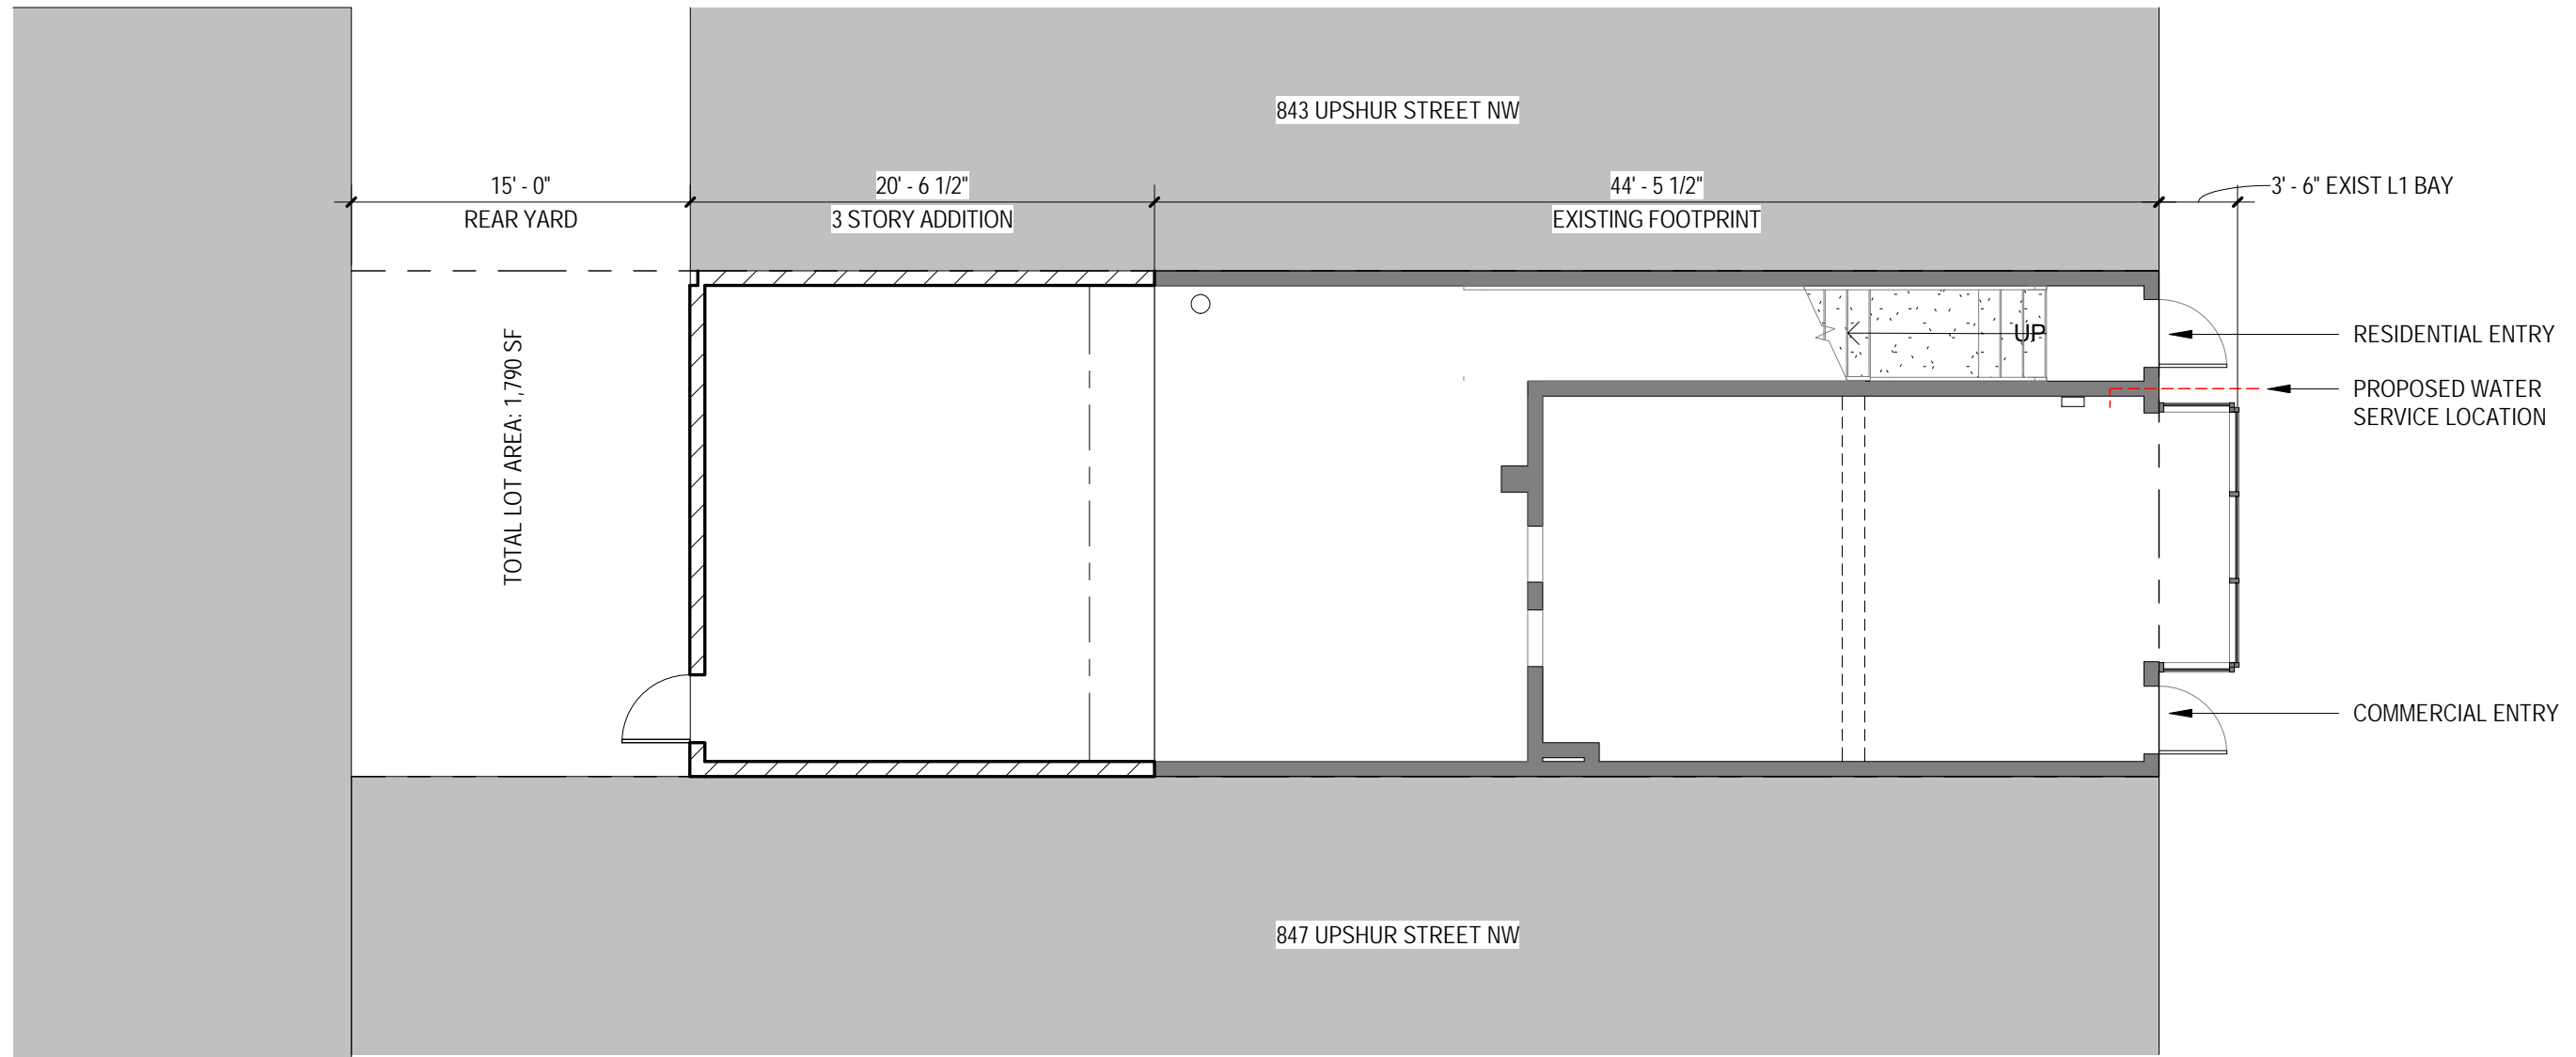 843 UPSHUR STREET NW
15' - 0"
REAR YARD
20' - 6 1/2"
3 STORY ADDITION
44' - 5 1/2"
EXISTING FOOTPRINT
3' - 6" EXIST L1 BAY
TOTAL LOT AREA: 1,790 SF
UP
RESIDENTIAL ENTRY
PROPOSED WATER
SERVICE LOCATION
COMMERCIAL ENTRY
847 UPSHUR STREET NW